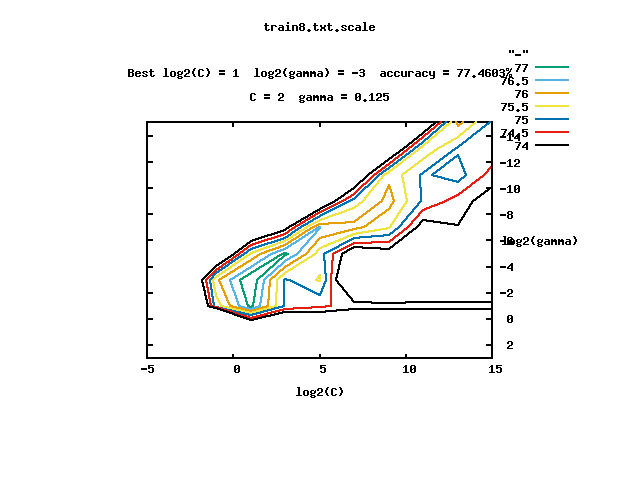 train8.txt.scale
"-"
Best log2(C) = 1  log2(gamma) = -3  accuracy = 77.4603%
77
76.5
C = 2  gamma = 0.125
76
75.5
75
74.5
74
-14
-12
-10
-8
-6
log2(gamma)
-4
-2
0
2
-5 0 5 10 15
log2(C)